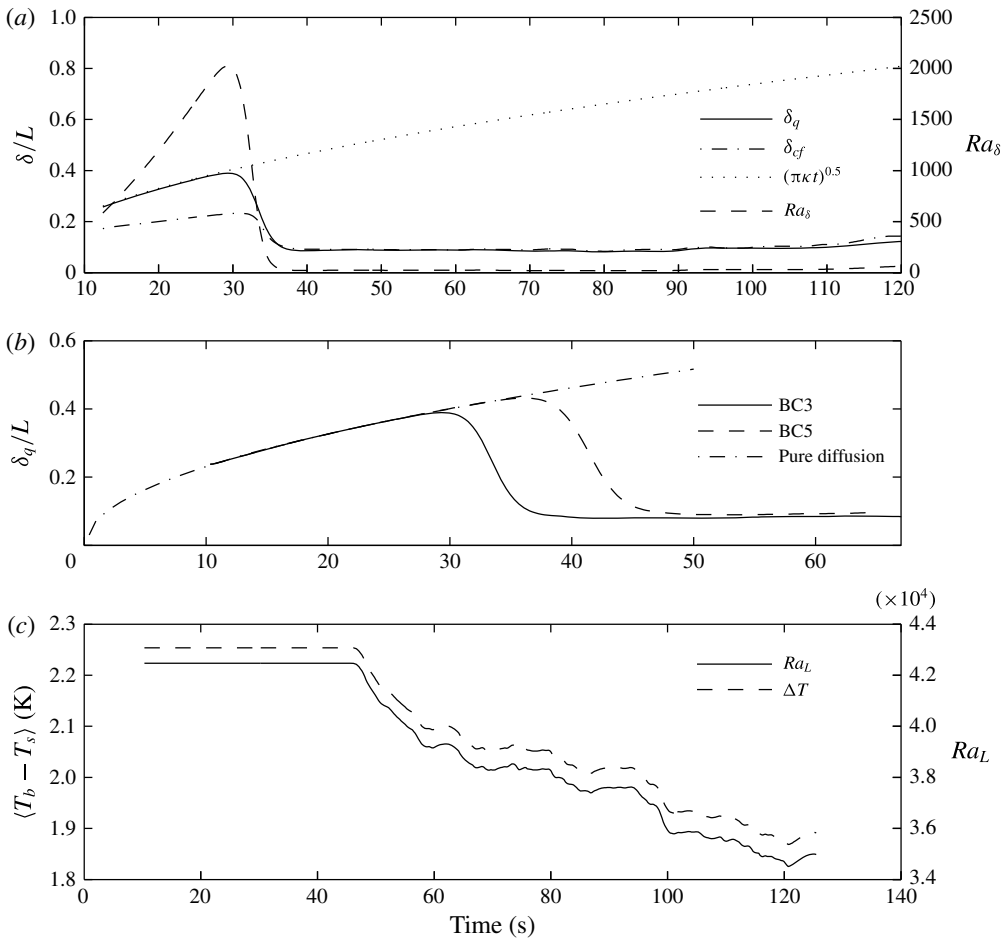 (a)
1.0
0.8
0.6
0.4
0.2
0
δ/L
2500
2000
1500
1000
500
0
Ra_δ
δ_q
δ_cf
(πκt)^0.5
Ra_δ
10 20 30 40 50 60 70 80 90 100 110 120
(b)
0.6
0.4
0.2
0
δ_q/L
BC3
BC5
Pure diffusion
10 20 30 40 50 60
(c)
2.3
2.2
2.1
2.0
1.9
1.8
⟨T_b − T_s⟩ (K)
(×10^4)
4.4
4.2
4.0
3.8
3.6
3.4
Ra_L
Ra_L
ΔT
0 20 40 60 80 100 120 140
Time (s)